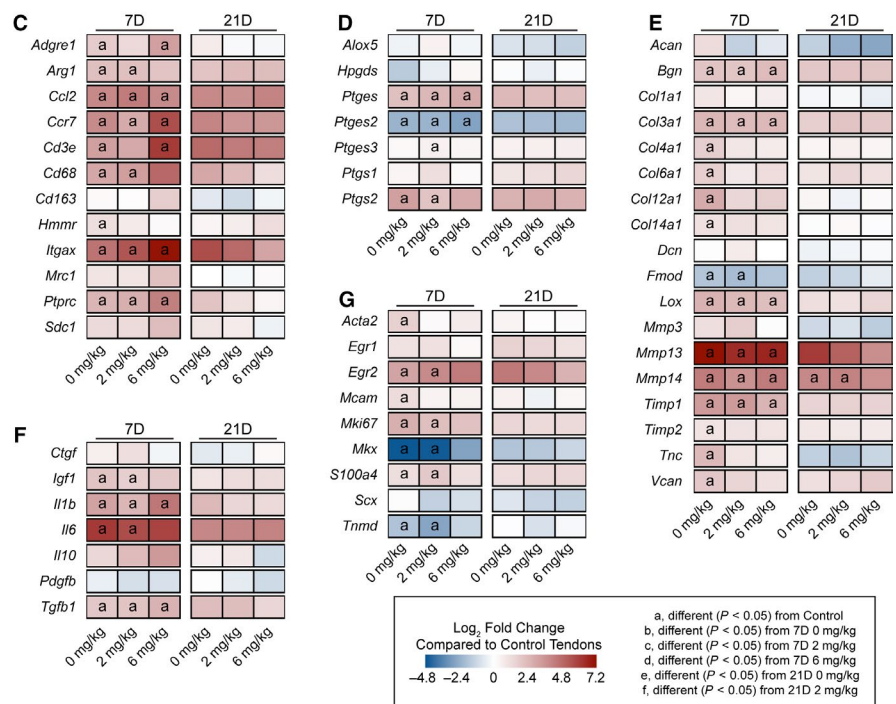 C
7D 21D
Adgre1 a a
Arg1 a a
Ccl2 a a a
Ccr7 a a a
Cd3e a a
Cd68 a a
Cd163
Hmmr a
Itgax a a a
Mrc1
Ptprc a a a
Sdc1
0 mg/kg 2 mg/kg 6 mg/kg 0 mg/kg 2 mg/kg 6 mg/kg
D
7D 21D
Alox5
Hpgds
Ptges a a a
Ptges2 a a a
Ptges3 a
Ptgs1
Ptgs2 a a
0 mg/kg 2 mg/kg 6 mg/kg 0 mg/kg 2 mg/kg 6 mg/kg
E
7D 21D
Acan
Bgn a a a
Col1a1
Col3a1 a a a
Col4a1 a
Col6a1 a
Col12a1 a
Col14a1 a
Dcn
Fmod a a
Lox a a a
Mmp3
Mmp13 a a a
Mmp14 a a a a a
Timp1 a a a
Timp2 a
Tnc a
Vcan a
0 mg/kg 2 mg/kg 6 mg/kg 0 mg/kg 2 mg/kg 6 mg/kg
F
7D 21D
Ctgf
Igf1 a a
Il1b a a a
Il6 a a
Il10
Pdgfb
Tgfb1 a a a
0 mg/kg 2 mg/kg 6 mg/kg 0 mg/kg 2 mg/kg 6 mg/kg
G
7D 21D
Acta2 a
Egr1
Egr2 a a
Mcam a
Mki67 a a
Mkx a a
S100a4 a a
Scx
Tnmd a a
0 mg/kg 2 mg/kg 6 mg/kg 0 mg/kg 2 mg/kg 6 mg/kg
Log2 Fold Change
Compared to Control Tendons
–4.8 –2.4 0 2.4 4.8 7.2
a, different (P < 0.05) from Control
b, different (P < 0.05) from 7D 0 mg/kg
c, different (P < 0.05) from 7D 2 mg/kg
d, different (P < 0.05) from 7D 6 mg/kg
e, different (P < 0.05) from 21D 0 mg/kg
f, different (P < 0.05) from 21D 2 mg/kg